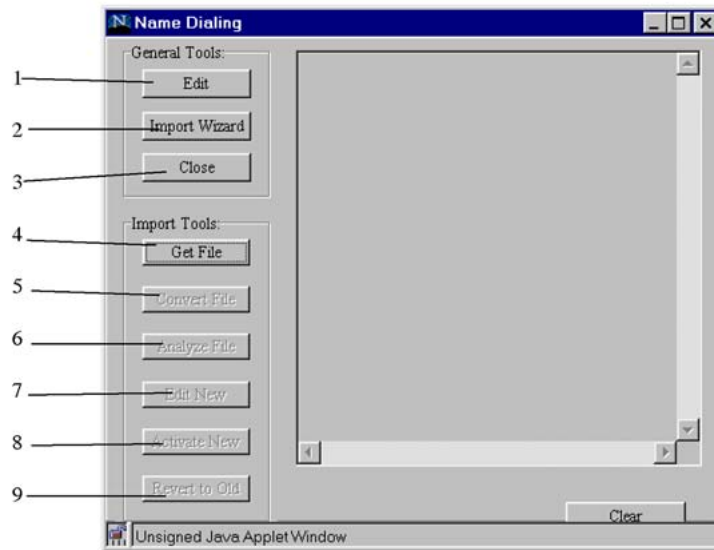 N Name Dialing
General Tools:
1 Edit
2 Import Wizard
3 Close
Import Tools:
4 Get File
5 Convert File
6 Analyze File
7 Edit New
8 Activate New
9 Revert to Old
Clear
Unsigned Java Applet Window